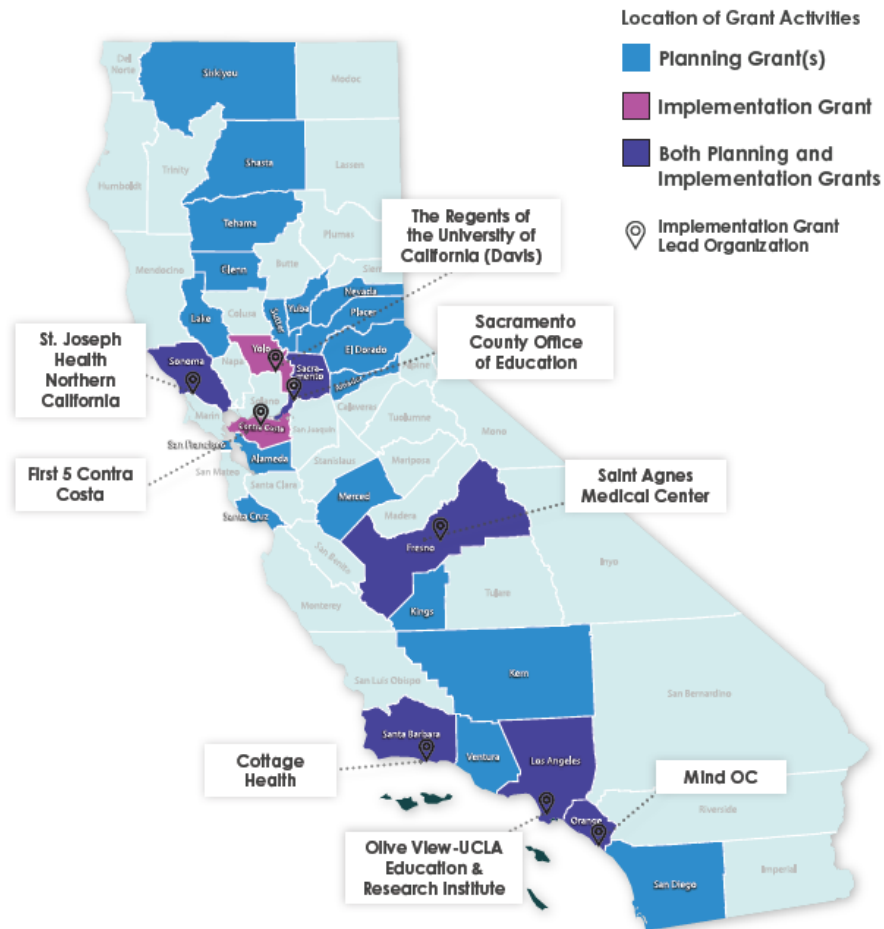 Location of Grant Activities
Planning Grant(s)
Implementation Grant
Both Planning and
Implementation Grants
Implementation Grant
Lead Organization
Del
Norte
Siskiyou
Modoc
Humboldt
Trinity
Shasta
Lassen
Tehama
Plumas
Mendocino
Glenn
Butte
Lake
Colusa
Sutter
Yuba
Nevada
Placer
El Dorado
Sonoma
Napa
Yolo
Sacra-
mento
Amador
Marin
Solano
Contra Costa
San Joaquin
Calaveras
Tuolumne
Mono
San Francisco
Alameda
San Mateo
Santa Clara
Stanislaus
Mariposa
Santa Cruz
Merced
Madera
San Benito
Fresno
Inyo
Monterey
Kings
Tulare
San Luis Obispo
Kern
San Bernardino
Santa Barbara
Ventura
Los Angeles
Orange
Riverside
San Diego
Imperial
The Regents of
the University of
California (Davis)
St. Joseph
Health
Northern
California
Sacramento
County Office
of Education
First 5 Contra
Costa
Saint Agnes
Medical Center
Cottage
Health
Mind OC
Olive View-UCLA
Education &
Research Institute